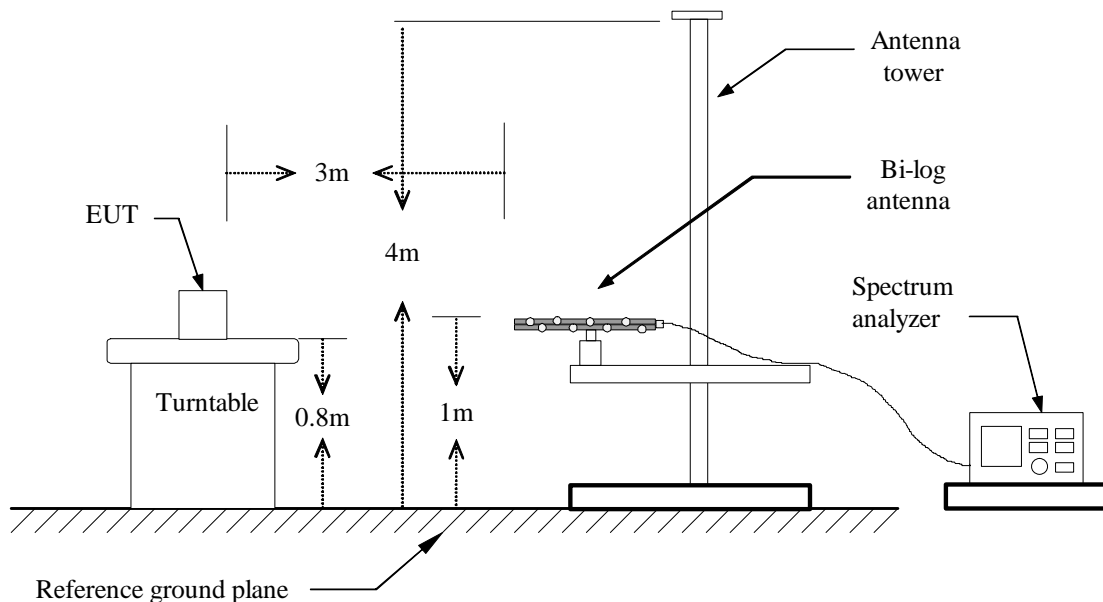 Antenna
tower
3m
Bi-log
antenna
EUT
4m
Spectrum
analyzer
Turntable
0.8m
1m
Reference ground plane